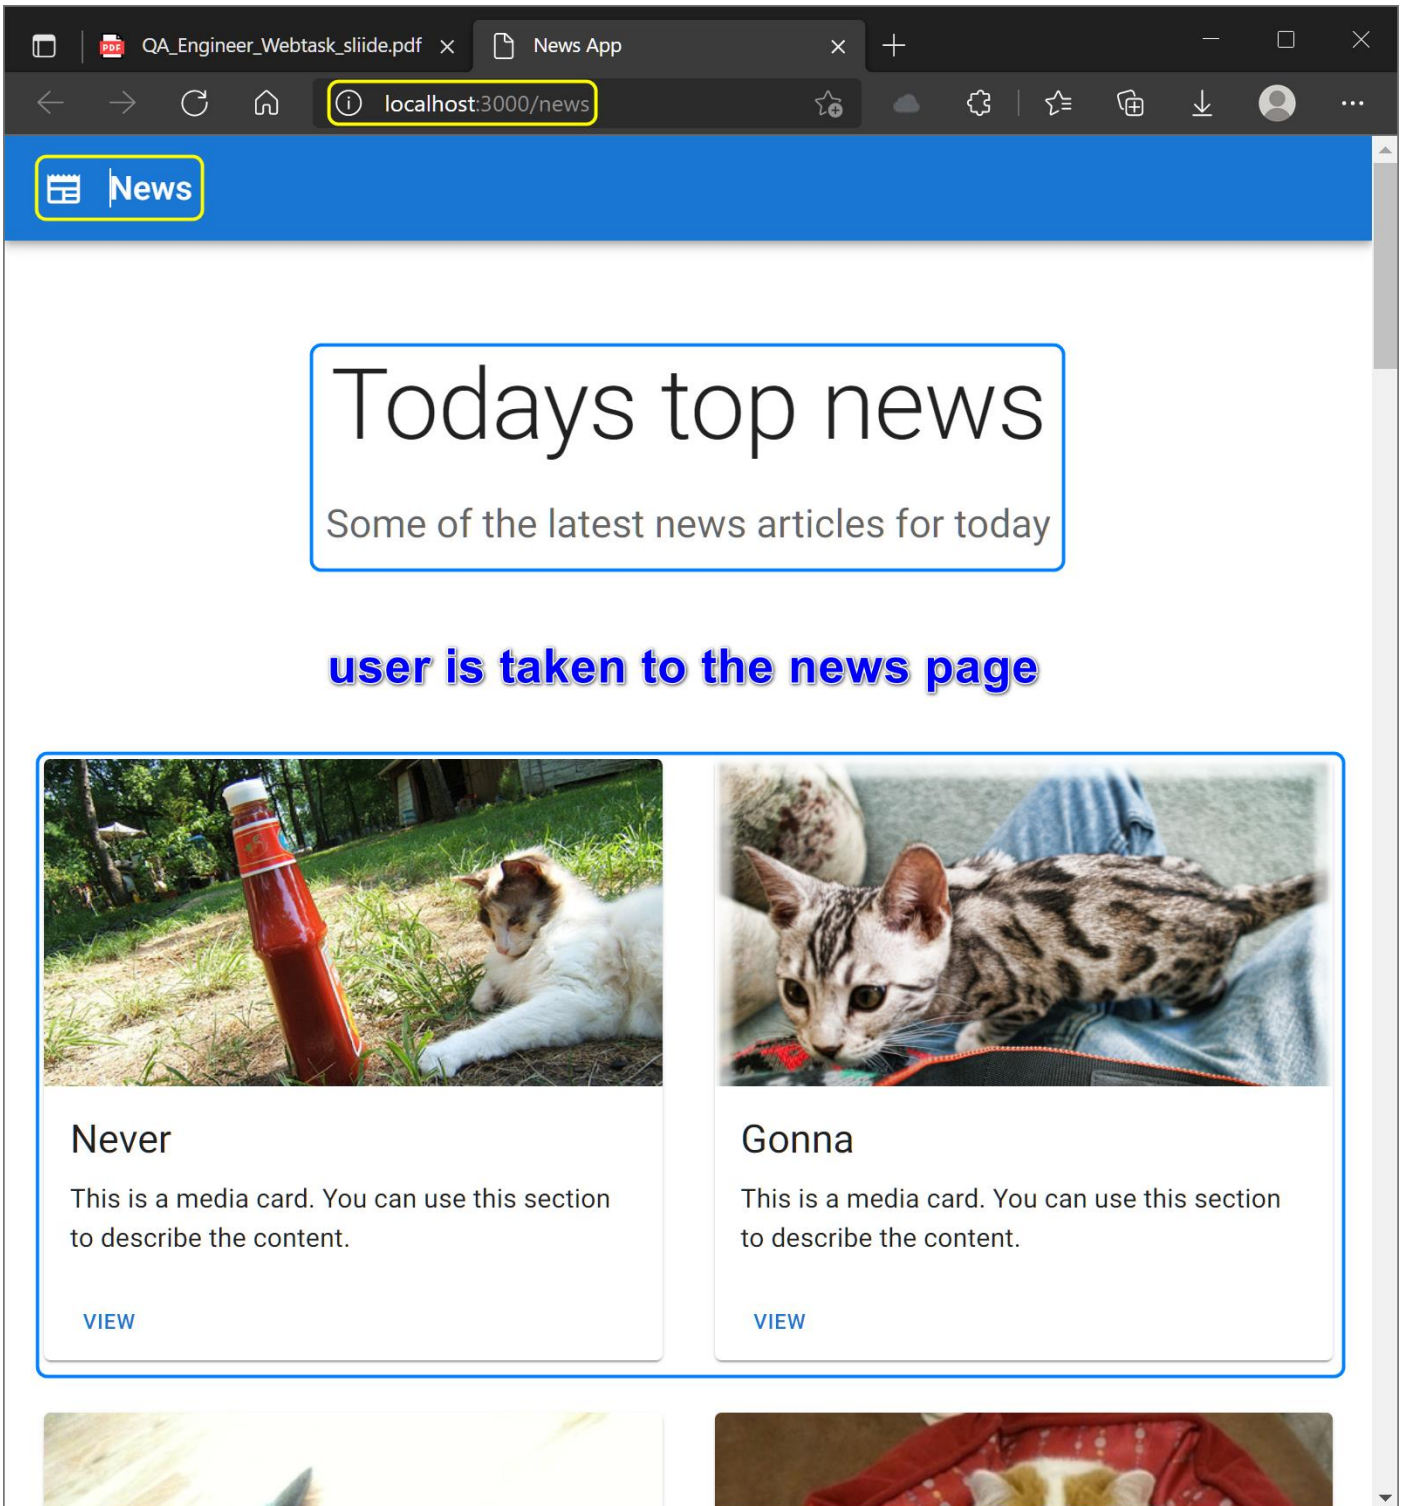 QA_Engineer_Webtask_sliide.pdf
News App
localhost:3000/news
News
Todays top news
Some of the latest news articles for today
user is taken to the news page
Never
This is a media card. You can use this section
to describe the content.
VIEW
Gonna
This is a media card. You can use this section
to describe the content.
VIEW